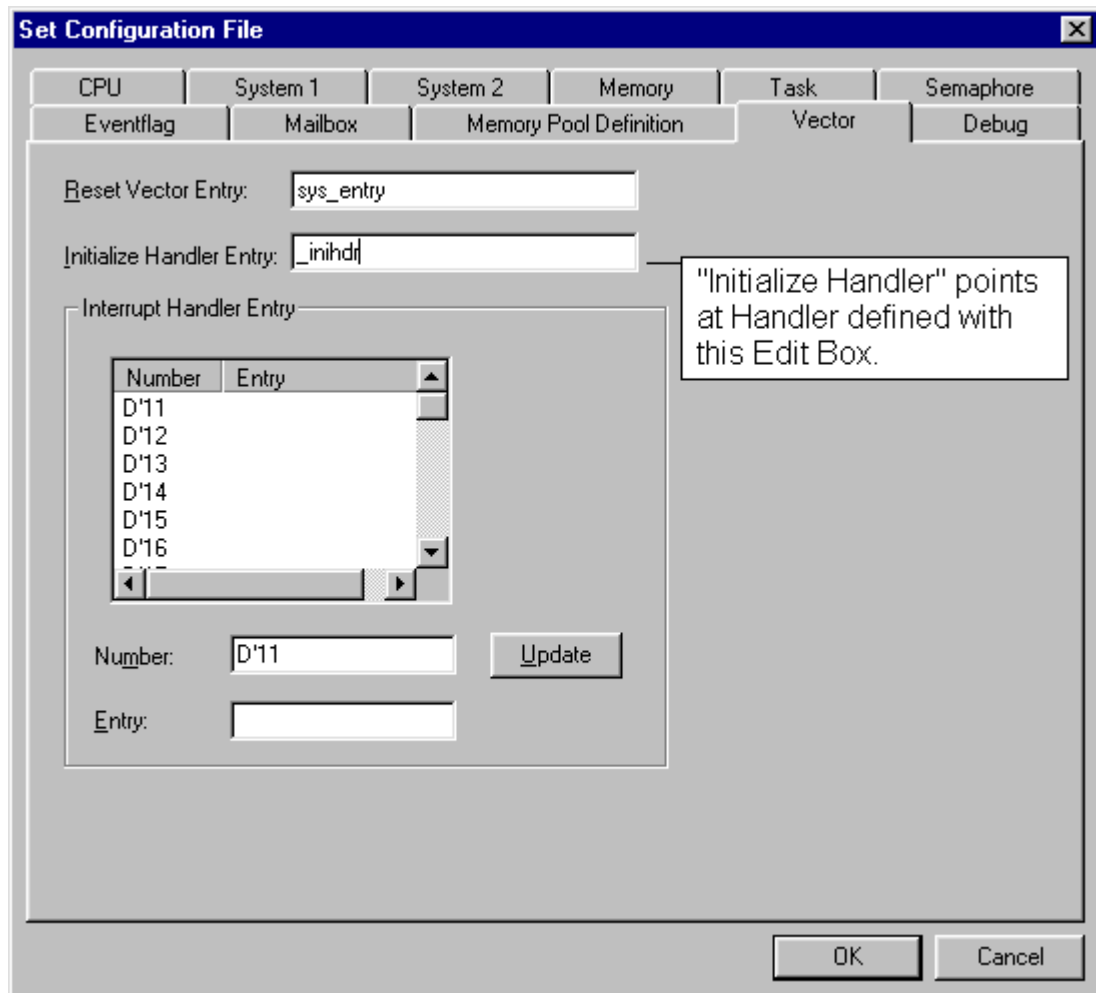 Set Configuration File
CPU System 1 System 2 Memory Task Semaphore
Eventflag Mailbox Memory Pool Definition Vector Debug
Reset Vector Entry: sys_entry
Initialize Handler Entry: _inihdr
"Initialize Handler" points
at Handler defined with
this Edit Box.
Interrupt Handler Entry
Number Entry
D'11
D'12
D'13
D'14
D'15
D'16
Number: D'11 Update
Entry:
OK Cancel